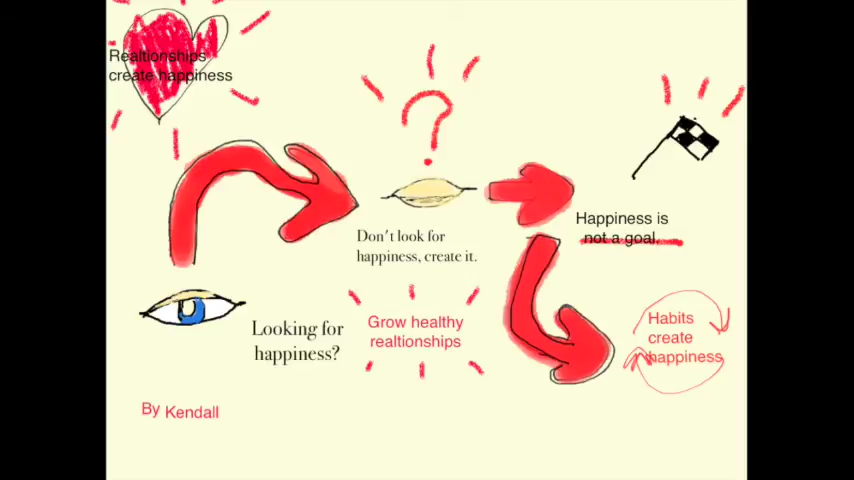 Realtionships
create happiness
Looking for
happiness?
?
Don't look for
happiness, create it.
Grow healthy
realtionships
Happiness is
not a goal.
Habits
create
happiness
By Kendall